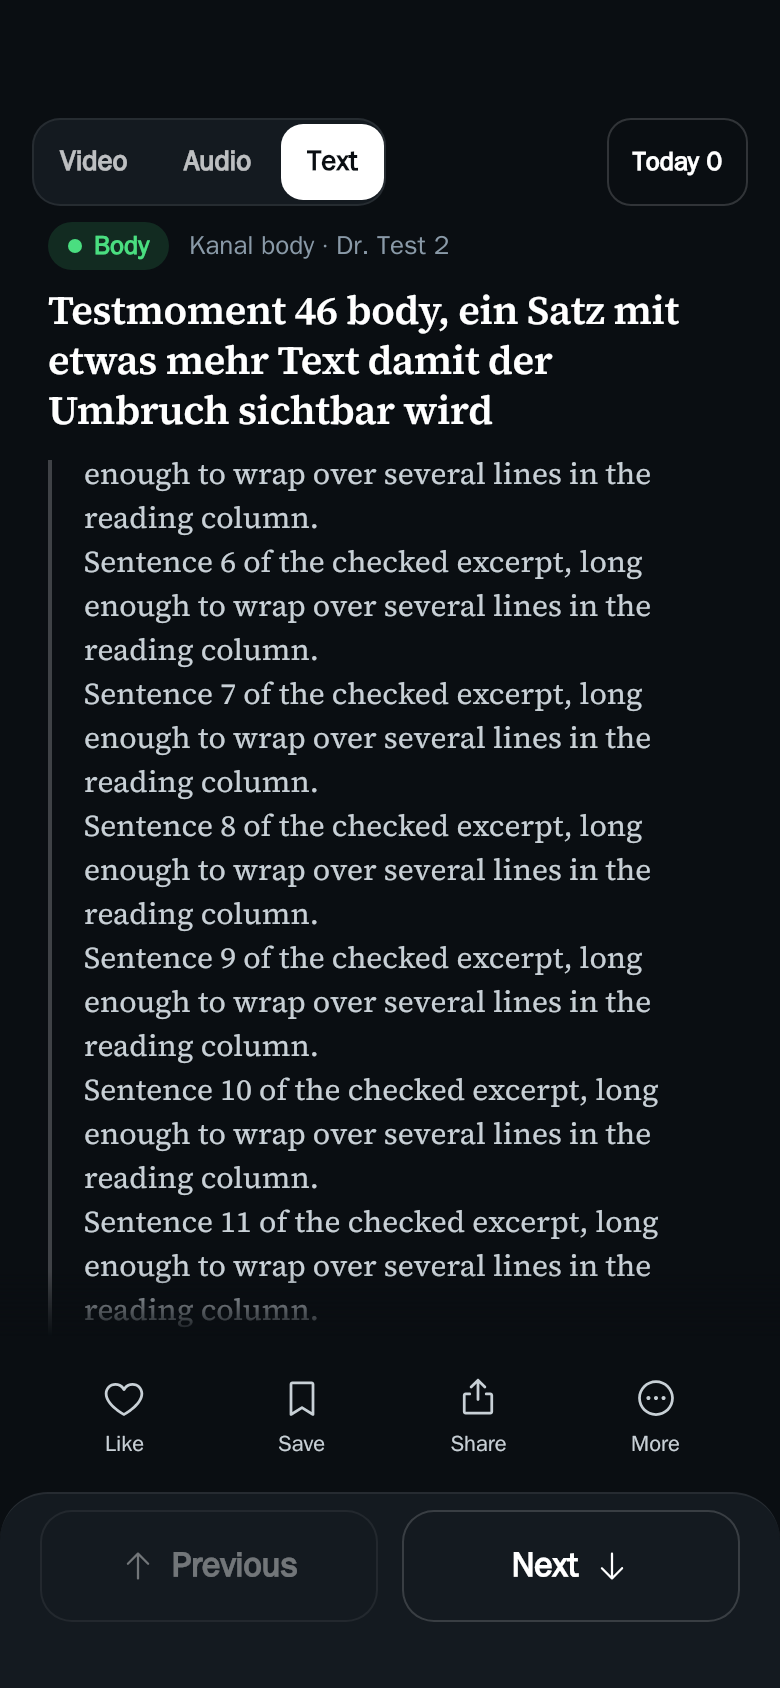 Video Audio Text Today 0
Body Kanal body · Dr. Test 2
Testmoment 46 body, ein Satz mit
etwas mehr Text damit der
Umbruch sichtbar wird
enough to wrap over several lines in the
reading column.
Sentence 6 of the checked excerpt, long
enough to wrap over several lines in the
reading column.
Sentence 7 of the checked excerpt, long
enough to wrap over several lines in the
reading column.
Sentence 8 of the checked excerpt, long
enough to wrap over several lines in the
reading column.
Sentence 9 of the checked excerpt, long
enough to wrap over several lines in the
reading column.
Sentence 10 of the checked excerpt, long
enough to wrap over several lines in the
reading column.
Sentence 11 of the checked excerpt, long
enough to wrap over several lines in the
reading column.
Like Save Share More
Previous Next